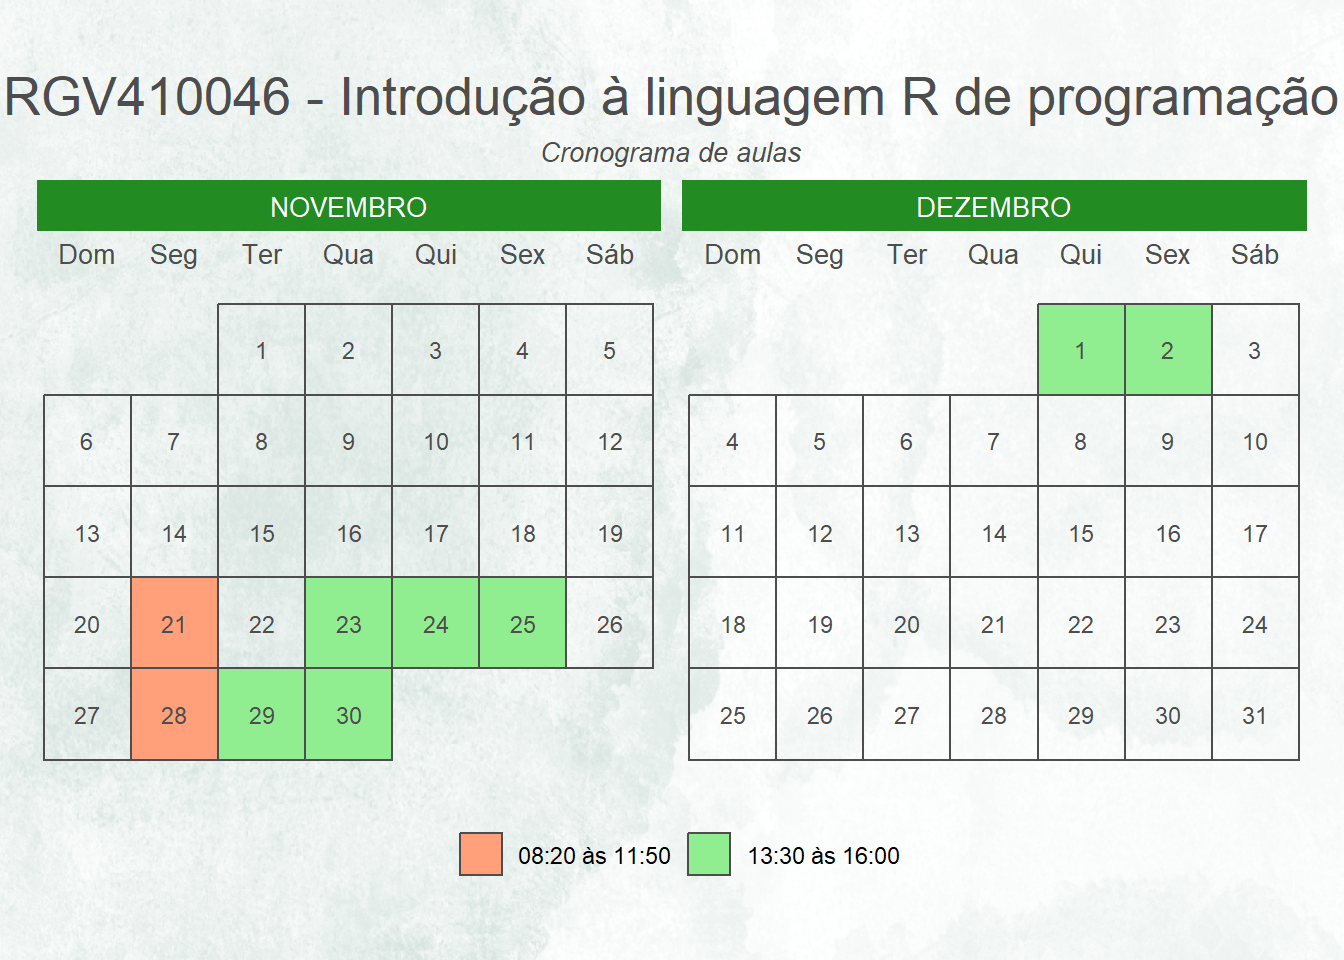 RGV410046 - Introdução à linguagem R de programação
Cronograma de aulas
NOVEMBRO
Dom Seg Ter Qua Qui Sex Sáb
1 2 3 4 5
6 7 8 9 10 11 12
13 14 15 16 17 18 19
20 21 22 23 24 25 26
27 28 29 30
DEZEMBRO
Dom Seg Ter Qua Qui Sex Sáb
1 2 3
4 5 6 7 8 9 10
11 12 13 14 15 16 17
18 19 20 21 22 23 24
25 26 27 28 29 30 31
08:20 às 11:50 13:30 às 16:00